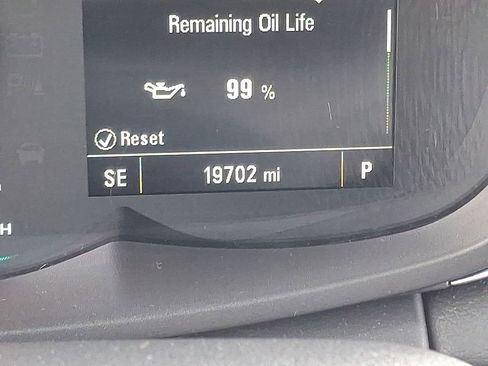 Remaining Oil Life
99 %
Reset
SE 19702 mi P
H